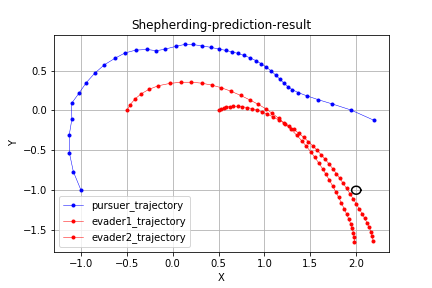 Shepherding-prediction-result
0.5
0.0
−0.5
−1.0
−1.5
Y
pursuer_trajectory
evader1_trajectory
evader2_trajectory
−1.0 −0.5 0.0 0.5 1.0 1.5 2.0
X